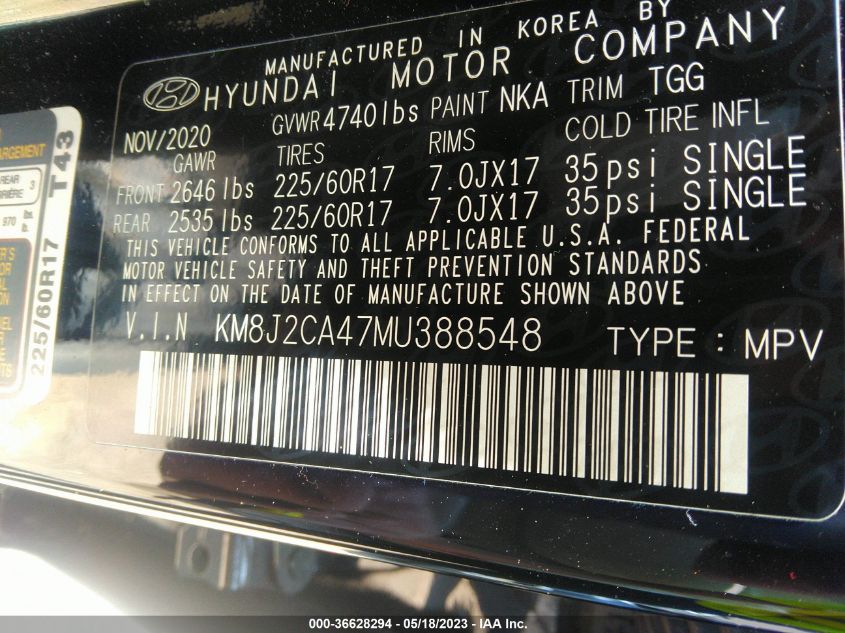 MANUFACTURED IN KOREA BY
HYUNDAI MOTOR COMPANY
NOV/2020 GVWR 4740 lbs PAINT NKA TRIM TGG
GAWR TIRES RIMS COLD TIRE INFL
FRONT 2646 lbs 225/60R17 7.0JX17 35psi SINGLE
REAR 2535 lbs 225/60R17 7.0JX17 35psi SINGLE
THIS VEHICLE CONFORMS TO ALL APPLICABLE U.S.A. FEDERAL
MOTOR VEHICLE SAFETY AND THEFT PREVENTION STANDARDS
IN EFFECT ON THE DATE OF MANUFACTURE SHOWN ABOVE
V.I.N KM8J2CA47MU388548 TYPE : MPV
225/60R17 T43
REAR 3
970
000-36628294 - 05/18/2023 - IAA Inc.